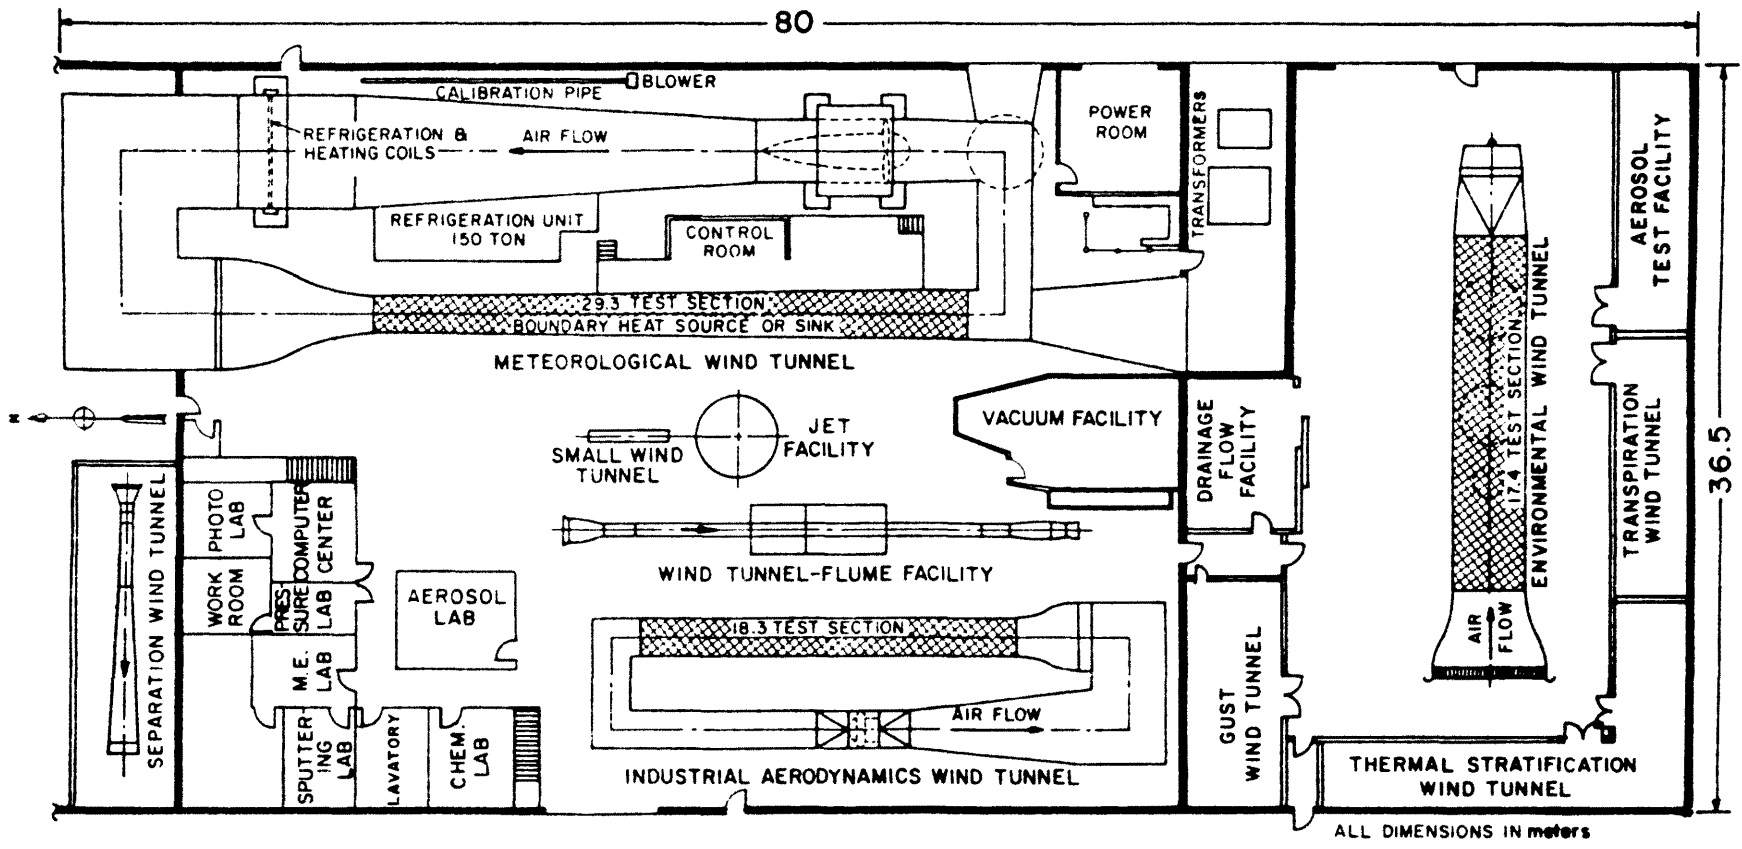 80
BLOWER
CALIBRATION PIPE
REFRIGERATION &
HEATING COILS
AIR FLOW
POWER
ROOM
TRANSFORMERS
AEROSOL
TEST FACILITY
REFRIGERATION UNIT
150 TON
CONTROL
ROOM
29.3 TEST SECTION
BOUNDARY HEAT SOURCE OR SINK
METEOROLOGICAL WIND TUNNEL
17.4 TEST SECTION
ENVIRONMENTAL WIND TUNNEL
N
JET
FACILITY
SMALL WIND
TUNNEL
VACUUM FACILITY
DRAINAGE
FLOW
FACILITY
TRANSPIRATION
WIND TUNNEL
36.5
SEPARATION WIND TUNNEL
PHOTO
LAB
COMPUTER
CENTER
WORK
ROOM
PRES-
SURE
LAB
M.E.
LAB
AEROSOL
LAB
WIND TUNNEL-FLUME FACILITY
18.3 TEST SECTION
AIR FLOW
GUST
WIND TUNNEL
AIR
FLOW
SPUTTER-
ING
LAB
LAVATORY
CHEM.
LAB
INDUSTRIAL AERODYNAMICS WIND TUNNEL
THERMAL STRATIFICATION
WIND TUNNEL
ALL DIMENSIONS IN meters